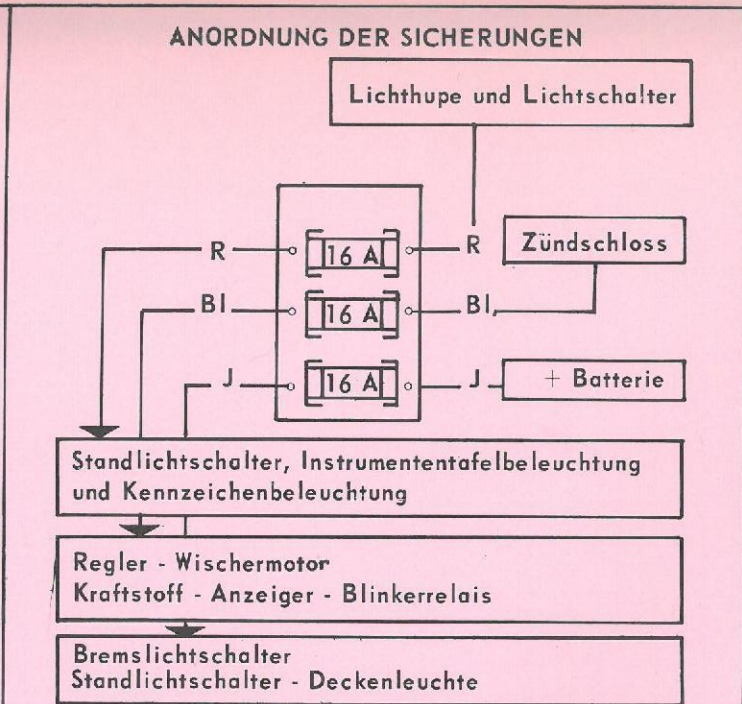 ANORDNUNG DER SICHERUNGEN
Lichthupe und Lichtschalter
R 16 A R
Zündschloss
Bl 16 A Bl
J 16 A J
+ Batterie
Standlichtschalter, Instrumententafelbeleuchtung
und Kennzeichenbeleuchtung
Regler - Wischermotor
Kraftstoff - Anzeiger - Blinkerrelais
Bremslichtschalter
Standlichtschalter - Deckenleuchte